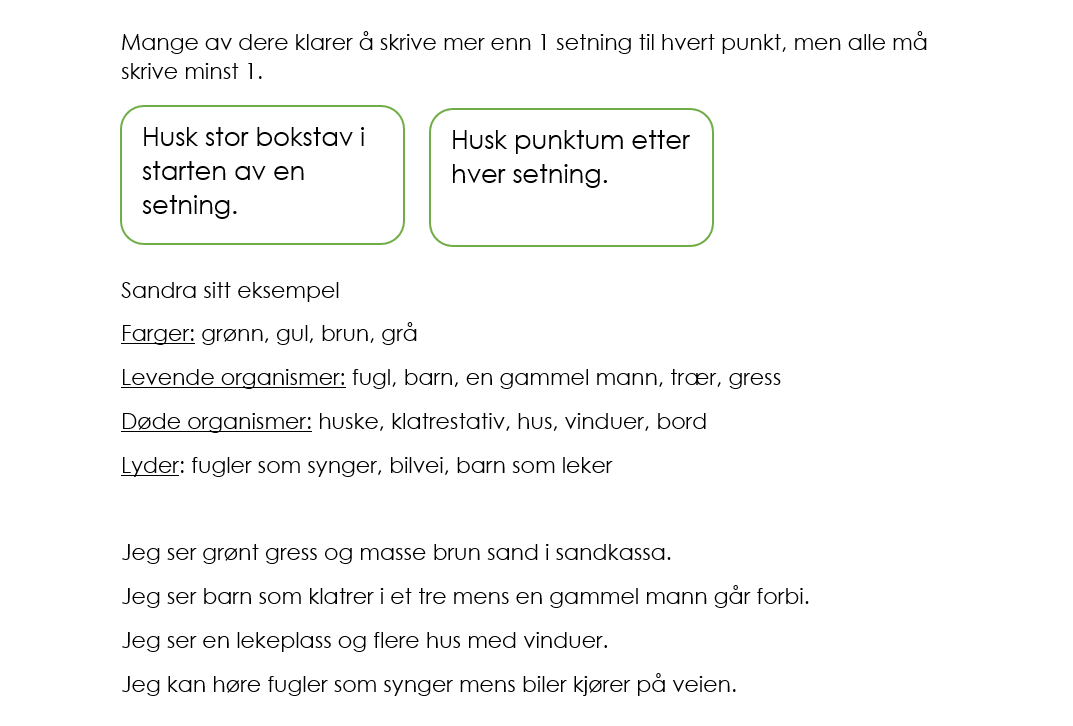 Mange av dere klarer å skrive mer enn 1 setning til hvert punkt, men alle må
skrive minst 1.
Husk stor bokstav i
starten av en
setning.
Husk punktum etter
hver setning.
Sandra sitt eksempel
Farger: grønn, gul, brun, grå
Levende organismer: fugl, barn, en gammel mann, trær, gress
Døde organismer: huske, klatrestativ, hus, vinduer, bord
Lyder: fugler som synger, bilvei, barn som leker
Jeg ser grønt gress og masse brun sand i sandkassa.
Jeg ser barn som klatrer i et tre mens en gammel mann går forbi.
Jeg ser en lekeplass og flere hus med vinduer.
Jeg kan høre fugler som synger mens biler kjører på veien.